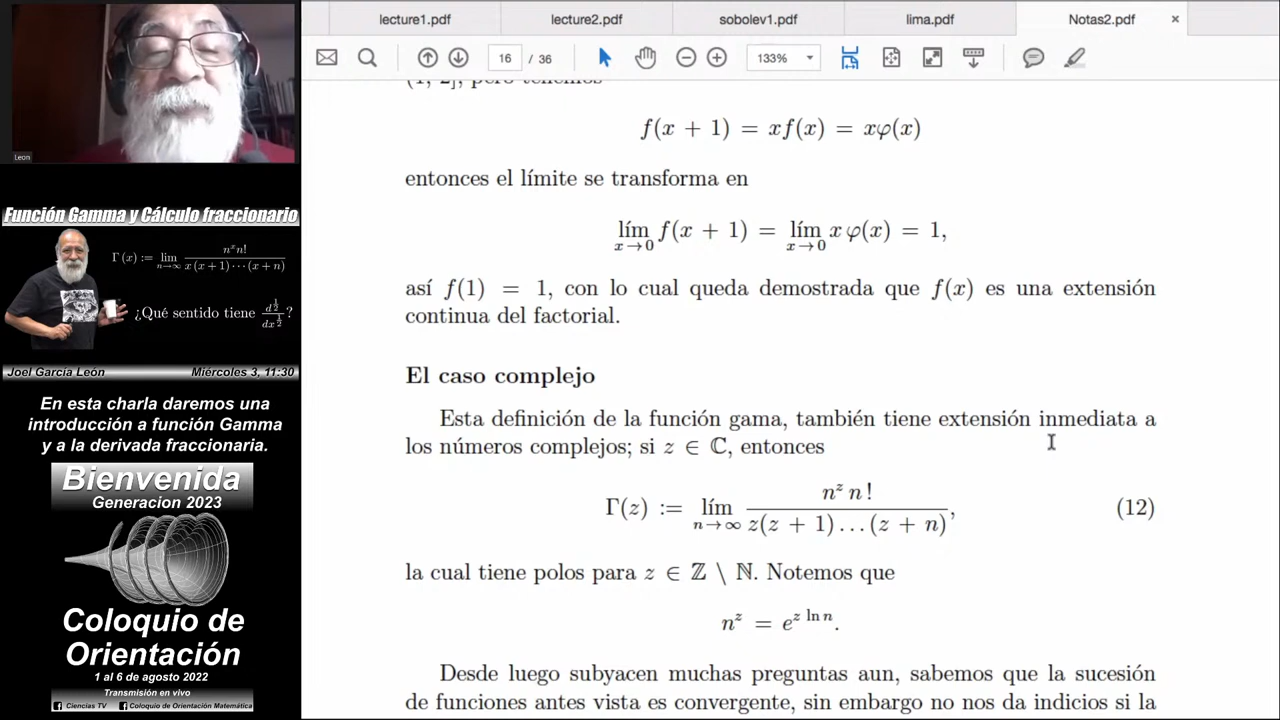 lecture1.pdf
lecture2.pdf
sobolev1.pdf
lima.pdf
Notas2.pdf
×
16 / 36
133%
Leon
Función Gamma y Cálculo fraccionario
Γ(x) := lím n→∞ n^x n! / x(x+1)···(x+n)
¿Qué sentido tiene d^{1/2}/dx^{1/2}?
Joel García León
Miércoles 3, 11:30
En esta charla daremos una
introducción a función Gamma
y a la derivada fraccionaria.
Bienvenida
Generacion 2023
Coloquio de
Orientación
1 al 6 de agosto 2022
Transmisión en vivo
f Ciencias TV
f Coloquio de Orientación Matemática
(1, 2], pero tenemos
f(x + 1) = xf(x) = xφ(x)
entonces el límite se transforma en
lím x→0 f(x + 1) = lím x→0 x φ(x) = 1,
así f(1) = 1, con lo cual queda demostrada que f(x) es una extensión
continua del factorial.
El caso complejo
Esta definición de la función gama, también tiene extensión inmediata a
los números complejos; si z ∈ ℂ, entonces
Γ(z) := lím n→∞ n^z n! / z(z + 1)...(z + n), (12)
la cual tiene polos para z ∈ ℤ \ ℕ. Notemos que
n^z = e^{z ln n}.
Desde luego subyacen muchas preguntas aun, sabemos que la sucesión
de funciones antes vista es convergente, sin embargo no nos da indicios si la